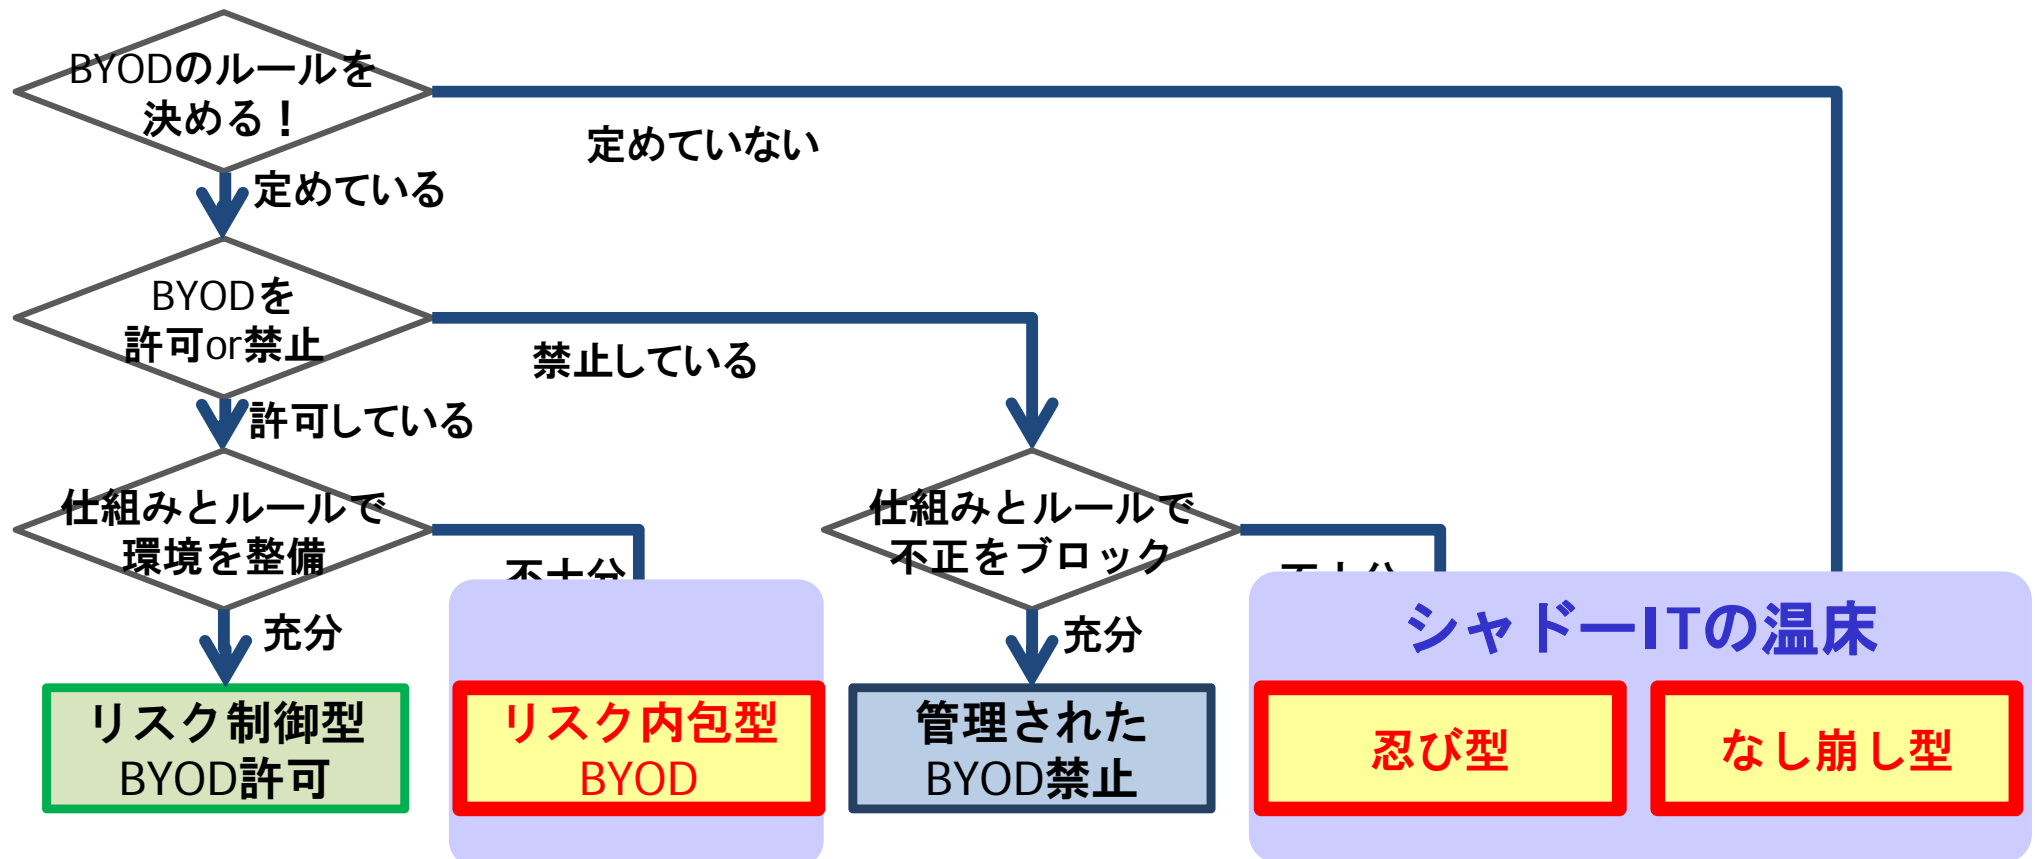 BYODのルールを
決める！
定めていない
定めている
BYODを
許可or禁止
禁止している
許可している
仕組みとルールで
環境を整備
仕組みとルールで
不正をブロック
不十分
不十分
充分
充分
シャドーITの温床
リスク制御型
BYOD許可
リスク内包型
BYOD
管理された
BYOD禁止
忍び型
なし崩し型